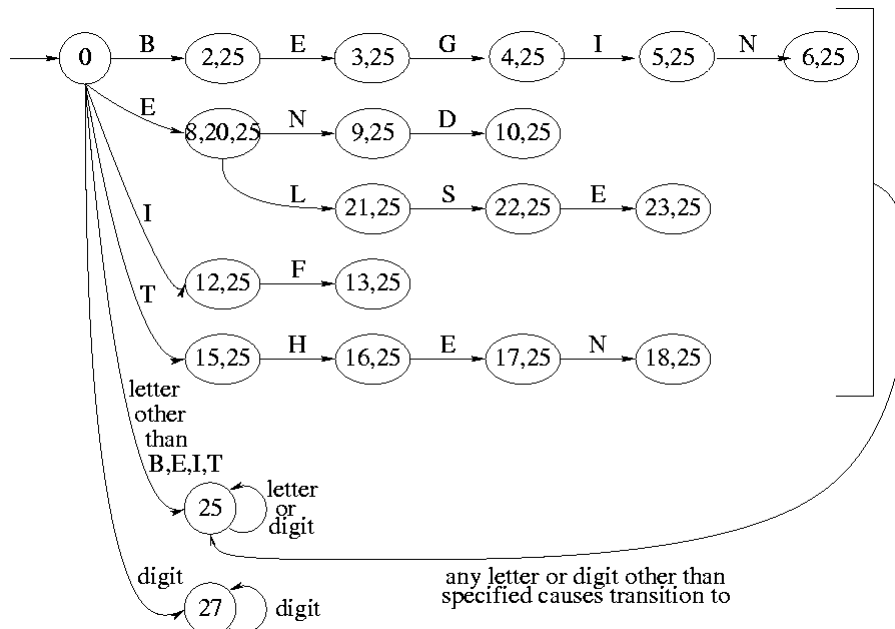 0 B 2,25 E 3,25 G 4,25 I 5,25 N 6,25
E 8,20,25 N 9,25 D 10,25
L 21,25 S 22,25 E 23,25
I 12,25 F 13,25
T 15,25 H 16,25 E 17,25 N 18,25
letter
other
than
B,E,I,T
25
letter
or
digit
any letter or digit other than
specified causes transition to
digit
27
digit